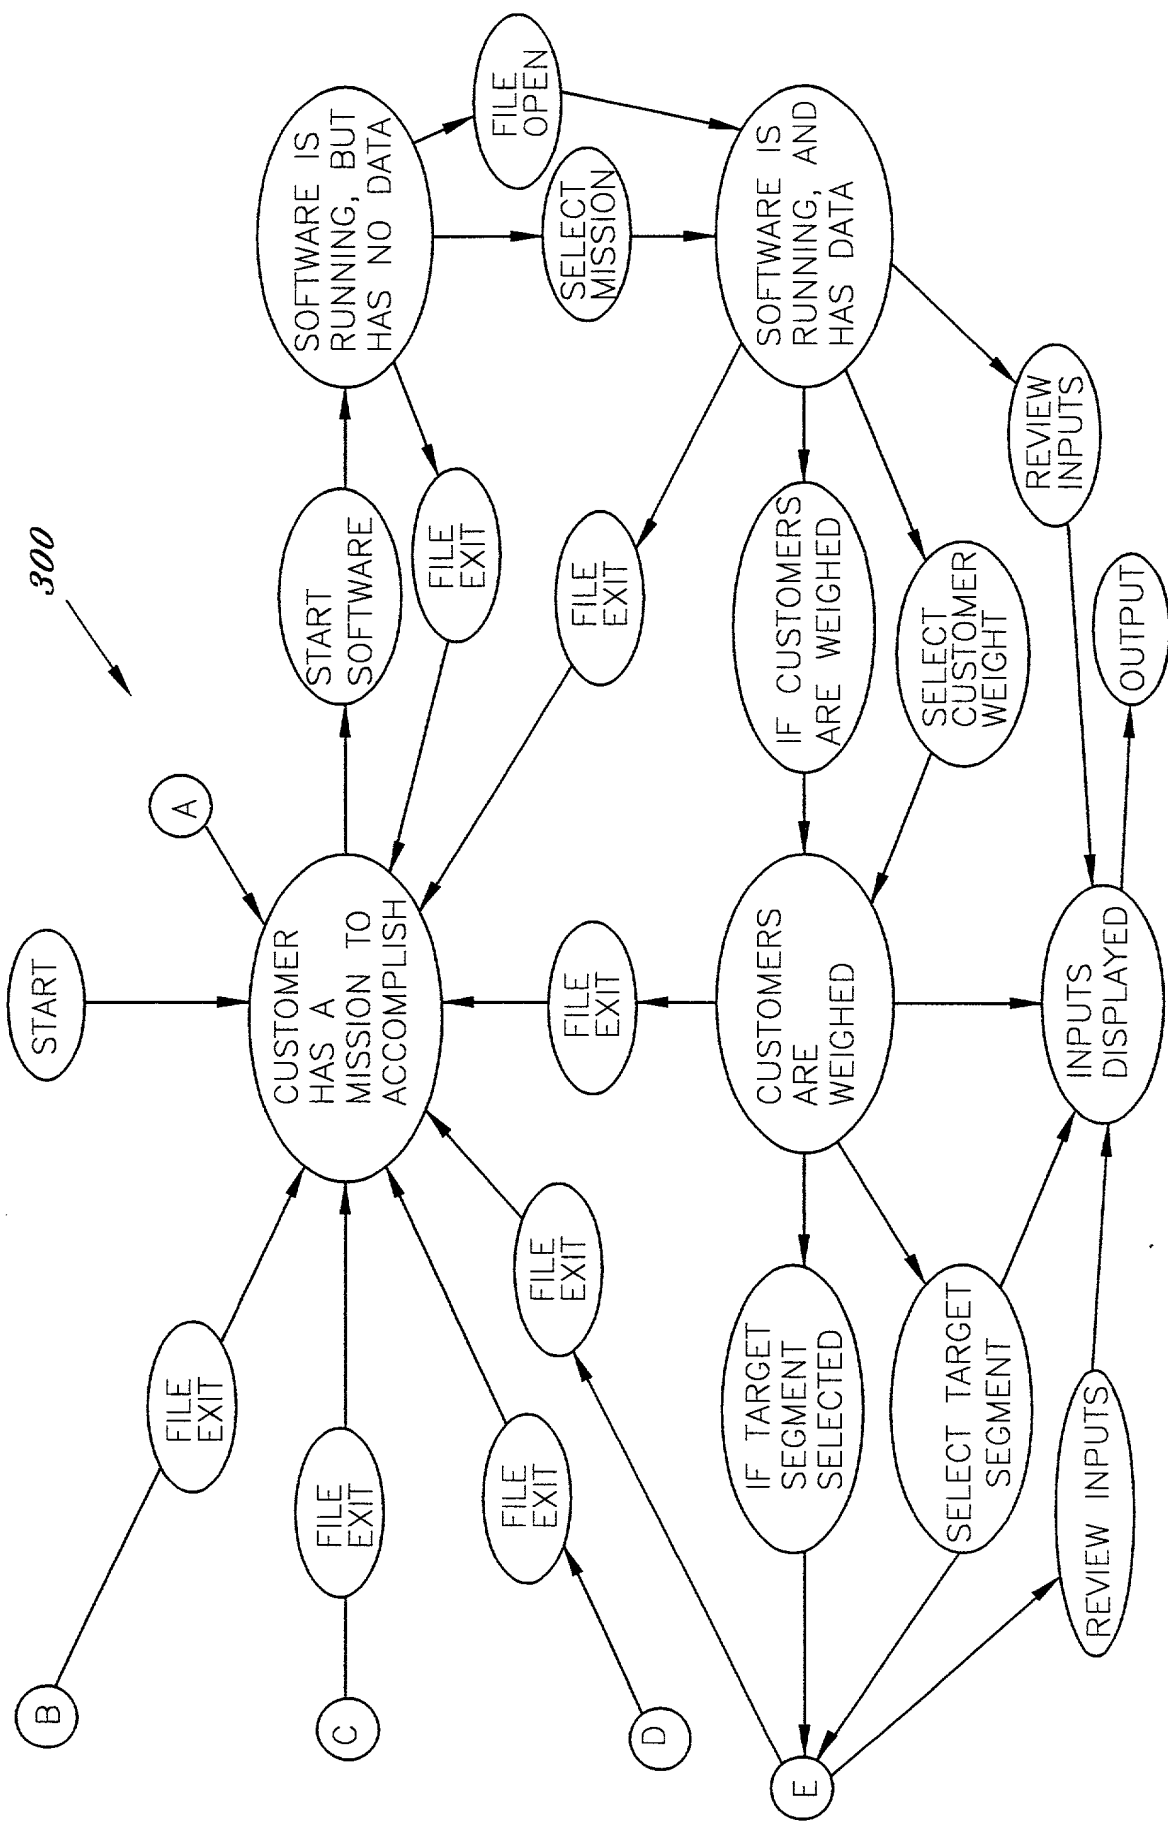 300
START
A
B
FILE
EXIT
C
FILE
EXIT
D
FILE
EXIT
FILE
EXIT
CUSTOMER
HAS A
MISSION TO
ACCOMPLISH
START
SOFTWARE
FILE
EXIT
SOFTWARE IS
RUNNING, BUT
HAS NO DATA
FILE
OPEN
SELECT
MISSION
FILE
EXIT
FILE
EXIT
SOFTWARE IS
RUNNING, AND
HAS DATA
IF CUSTOMERS
ARE WEIGHED
SELECT
CUSTOMER
WEIGHT
CUSTOMERS
ARE
WEIGHED
IF TARGET
SEGMENT
SELECTED
SELECT TARGET
SEGMENT
E
REVIEW INPUTS
INPUTS
DISPLAYED
REVIEW
INPUTS
OUTPUT